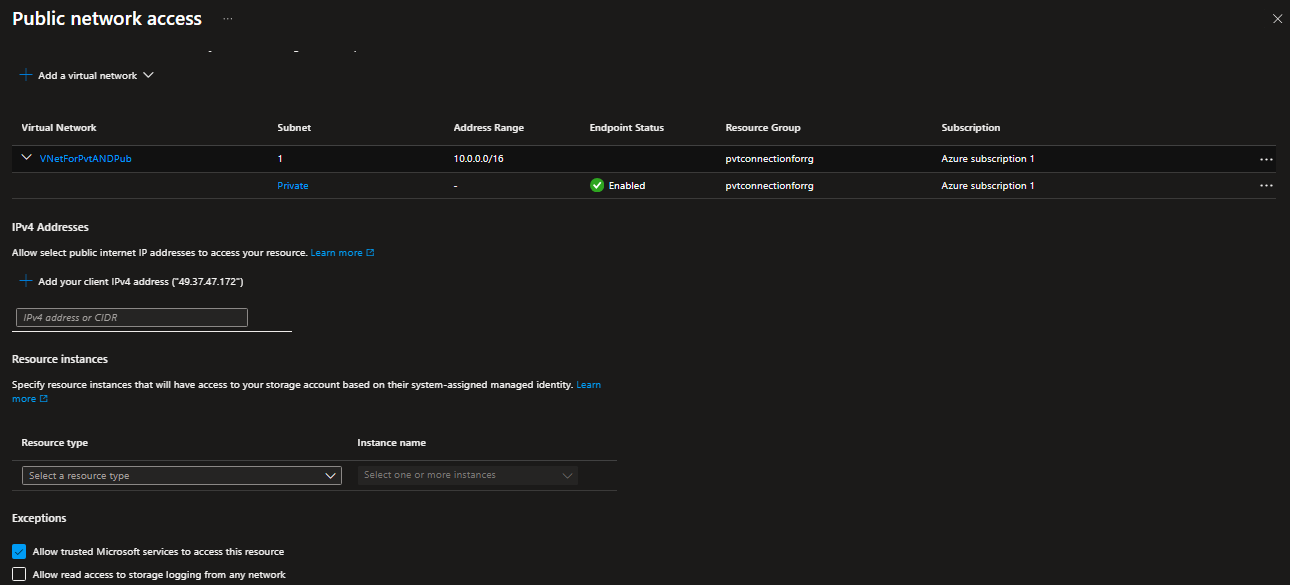 Public network access ...
Add a virtual network
Virtual Network Subnet Address Range Endpoint Status Resource Group Subscription
VNetForPvtANDPub 1 10.0.0.0/16 pvtconnectionforrg Azure subscription 1 ...
Private - Enabled pvtconnectionforrg Azure subscription 1 ...
IPv4 Addresses
Allow select public internet IP addresses to access your resource. Learn more
Add your client IPv4 address ("49.37.47.172")
IPv4 address or CIDR
Resource instances
Specify resource instances that will have access to your storage account based on their system-assigned managed identity. Learn
more
Resource type Instance name
Select a resource type Select one or more instances
Exceptions
Allow trusted Microsoft services to access this resource
Allow read access to storage logging from any network